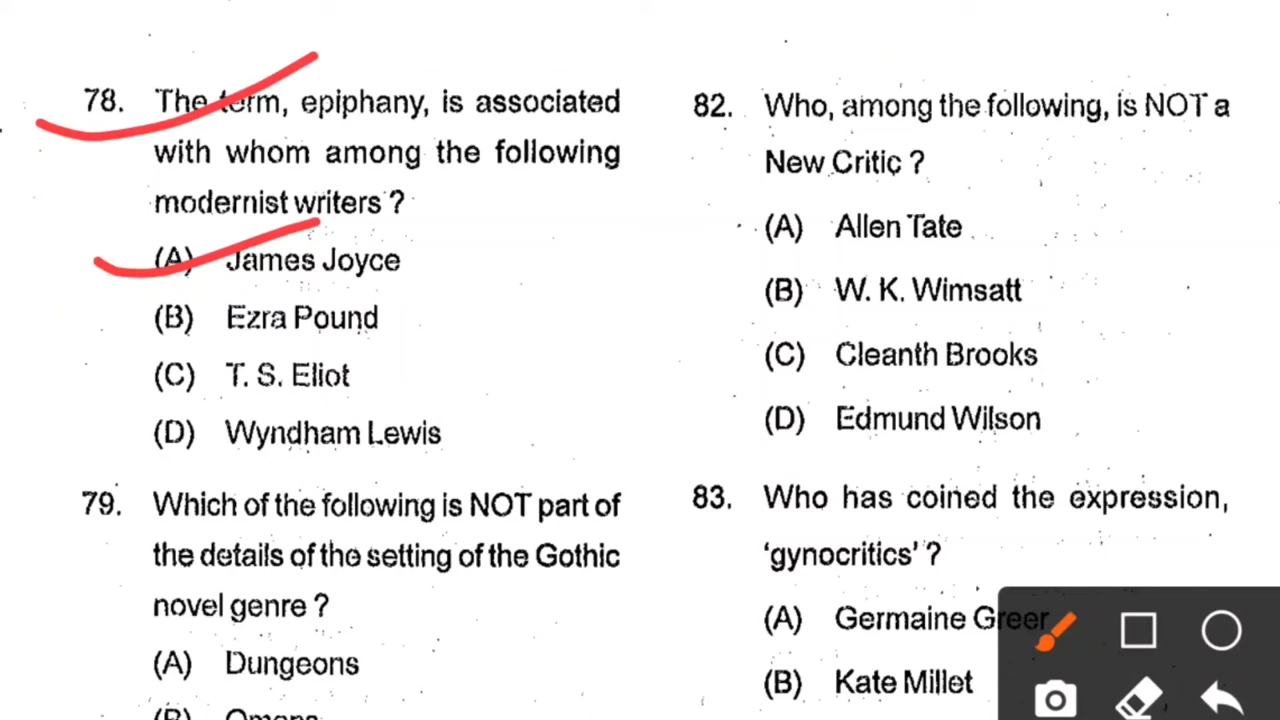 78. The term, epiphany, is associated
with whom among the following
modernist writers ?
(A) James Joyce
(B) Ezra Pound
(C) T. S. Eliot
(D) Wyndham Lewis
79. Which of the following is NOT part of
the details of the setting of the Gothic
novel genre ?
(A) Dungeons
(B) Omens
82. Who, among the following, is NOT a
New Critic ?
(A) Allen Tate
(B) W. K. Wimsatt
(C) Cleanth Brooks
(D) Edmund Wilson
83. Who has coined the expression,
'gynocritics' ?
(A) Germaine Greer
(B) Kate Millet